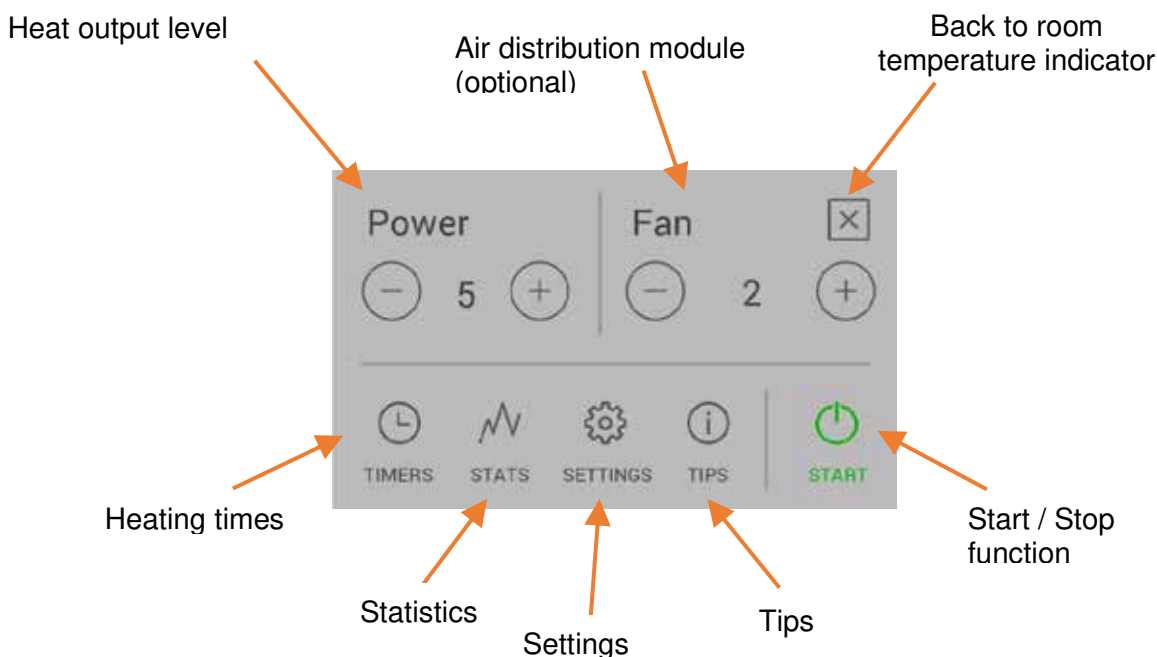 Heat output level
Air distribution module
(optional)
Back to room
temperature indicator
Power
Fan
5
2
TIMERS
STATS
SETTINGS
TIPS
START
Heating times
Statistics
Settings
Tips
Start / Stop
function